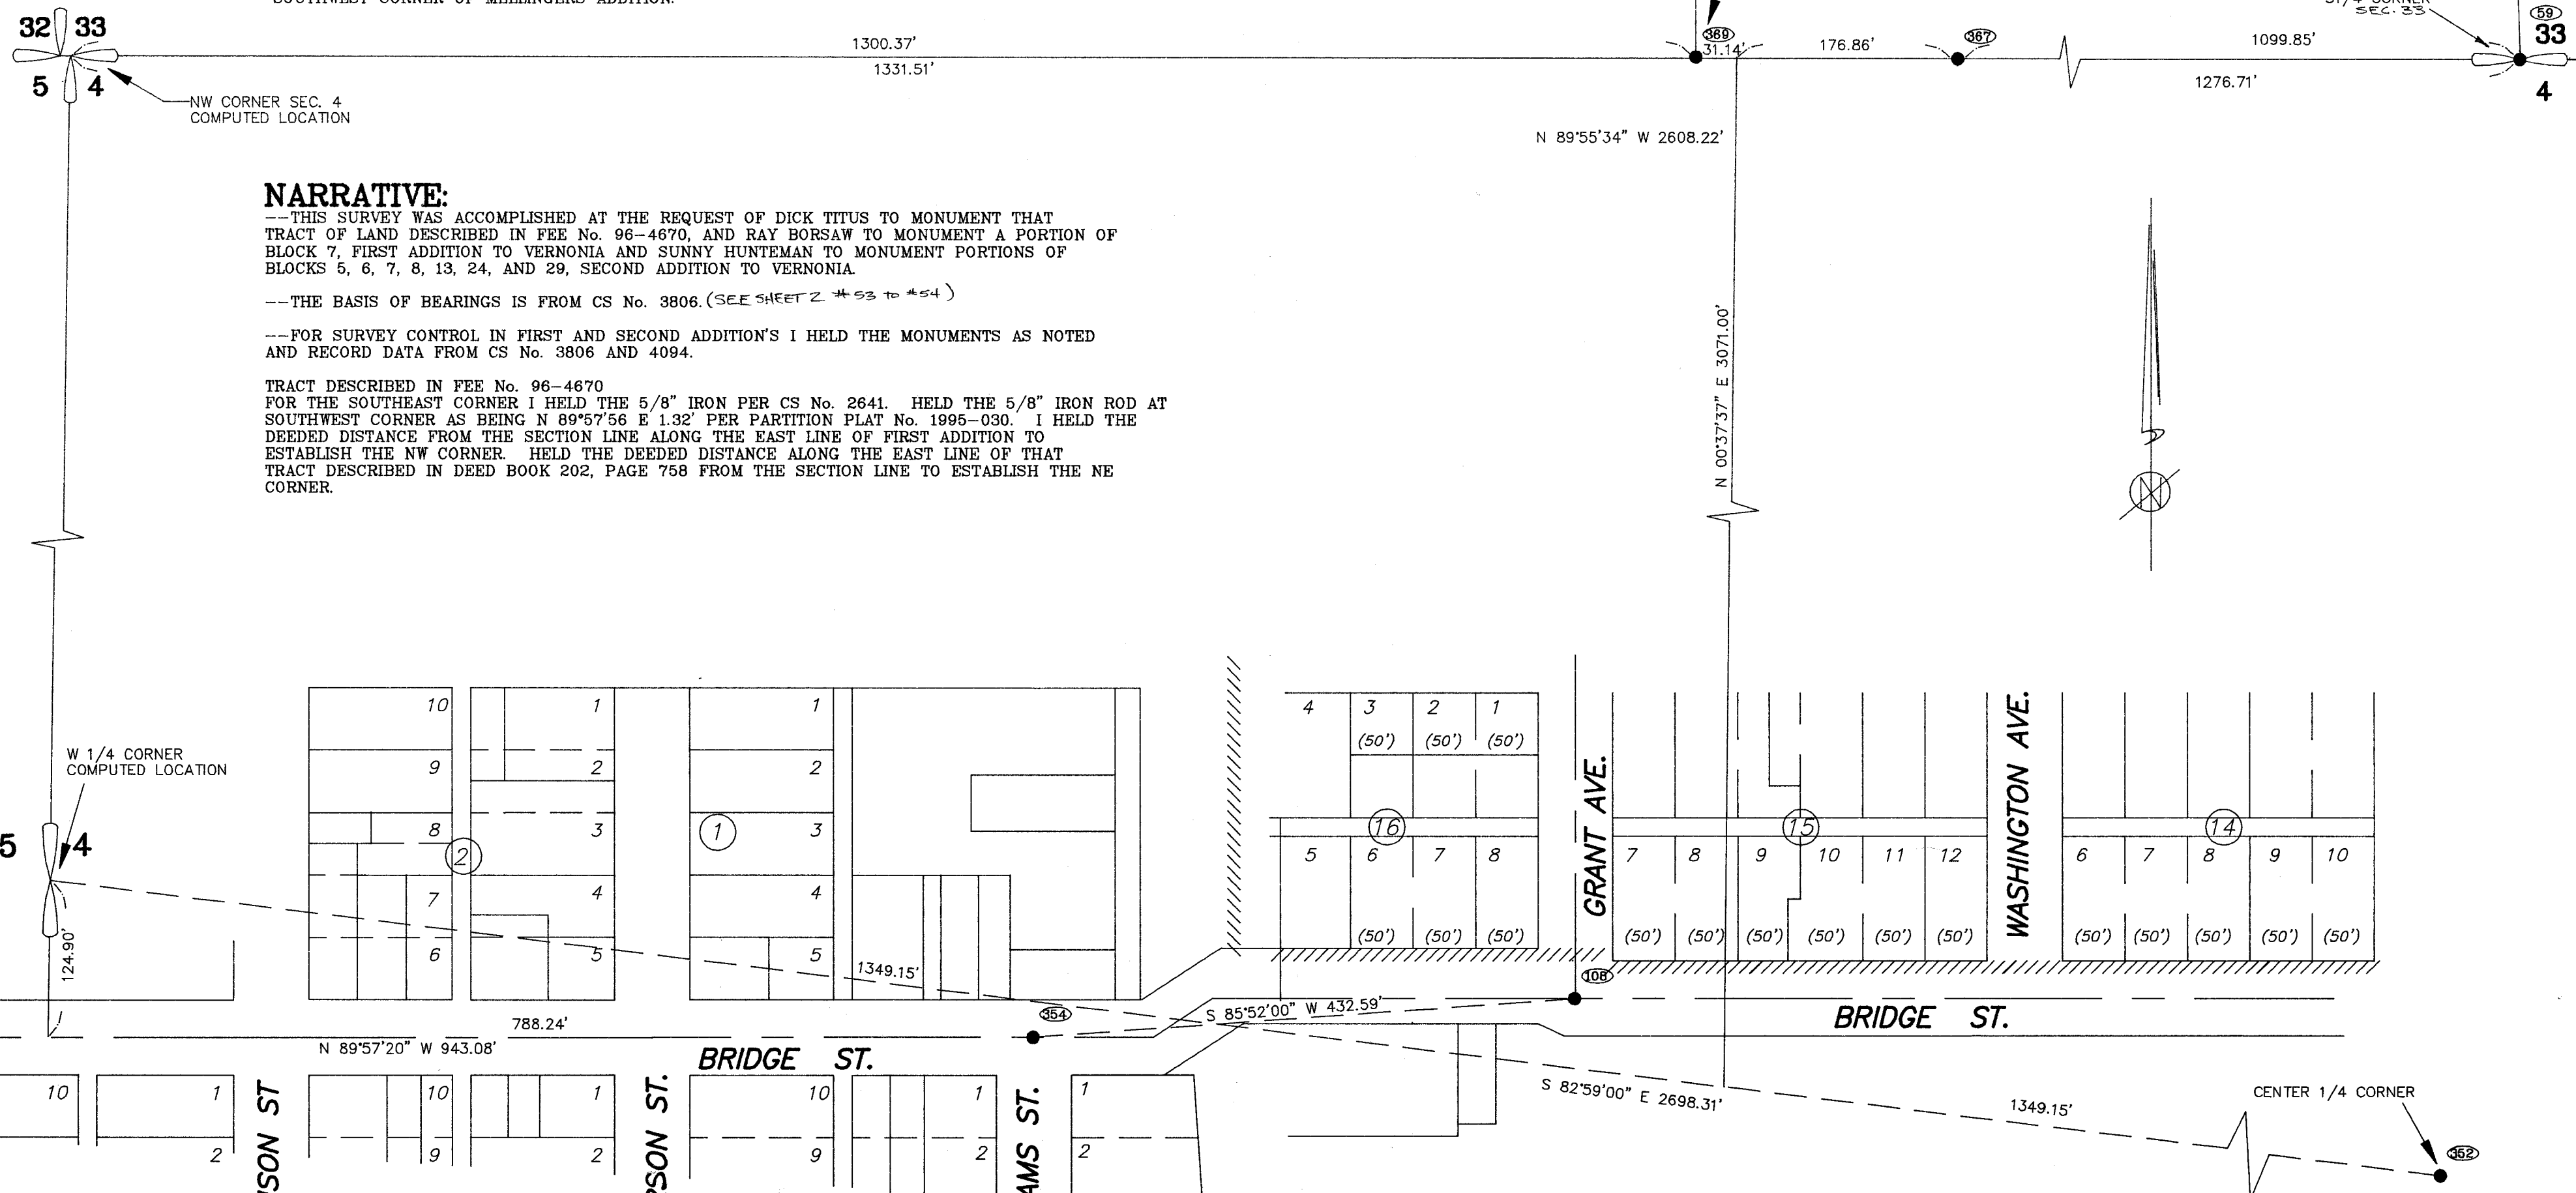 SOUTHWEST CORNER OF MELLINGERS ADDITION.
32 33
5 4
1300.37'
1331.51'
369
31.14'
176.86'
367
1099.85'
1276.71'
SEC. 33
59
33
4
NW CORNER SEC. 4
COMPUTED LOCATION
N 89°55'34" W 2608.22'
NARRATIVE:
--THIS SURVEY WAS ACCOMPLISHED AT THE REQUEST OF DICK TITUS TO MONUMENT THAT
TRACT OF LAND DESCRIBED IN FEE No. 96-4670, AND RAY BORSAW TO MONUMENT A PORTION OF
BLOCK 7, FIRST ADDITION TO VERNONIA AND SUNNY HUNTEMAN TO MONUMENT PORTIONS OF
BLOCKS 5, 6, 7, 8, 13, 24, AND 29, SECOND ADDITION TO VERNONIA.
--THE BASIS OF BEARINGS IS FROM CS No. 3806. (SEE SHEET 2 #53 to #54)
--FOR SURVEY CONTROL IN FIRST AND SECOND ADDITION'S I HELD THE MONUMENTS AS NOTED
AND RECORD DATA FROM CS No. 3806 AND 4094.
TRACT DESCRIBED IN FEE No. 96-4670
FOR THE SOUTHEAST CORNER I HELD THE 5/8" IRON PER CS No. 2641. HELD THE 5/8" IRON ROD AT
SOUTHWEST CORNER AS BEING N 89°57'56 E 1.32' PER PARTITION PLAT No. 1995-030. I HELD THE
DEEDED DISTANCE FROM THE SECTION LINE ALONG THE EAST LINE OF FIRST ADDITION TO
ESTABLISH THE NW CORNER. HELD THE DEEDED DISTANCE ALONG THE EAST LINE OF THAT
TRACT DESCRIBED IN DEED BOOK 202, PAGE 758 FROM THE SECTION LINE TO ESTABLISH THE NE
CORNER.
N 00°37'37" E 3071.00'
N
W 1/4 CORNER
COMPUTED LOCATION
5 4
124.90'
10 1 1
9 2 2
8 3 3
2 1
7 4 4
6 5 5
4 3 2 1
(50') (50') (50')
16
5 6 7 8
(50') (50') (50')
GRANT AVE.
15
7 8 9 10 11 12
(50') (50') (50') (50') (50') (50')
WASHINGTON AVE.
14
6 7 8 9 10
(50') (50') (50') (50') (50')
1349.15'
108
354
S 85°52'00" W 432.59'
788.24'
N 89°57'20" W 943.08'
BRIDGE ST.
BRIDGE ST.
S 82°59'00" E 2698.31'
1349.15'
CENTER 1/4 CORNER
352
10 1 10 1 10 1 1
2 9 2 9 2 2